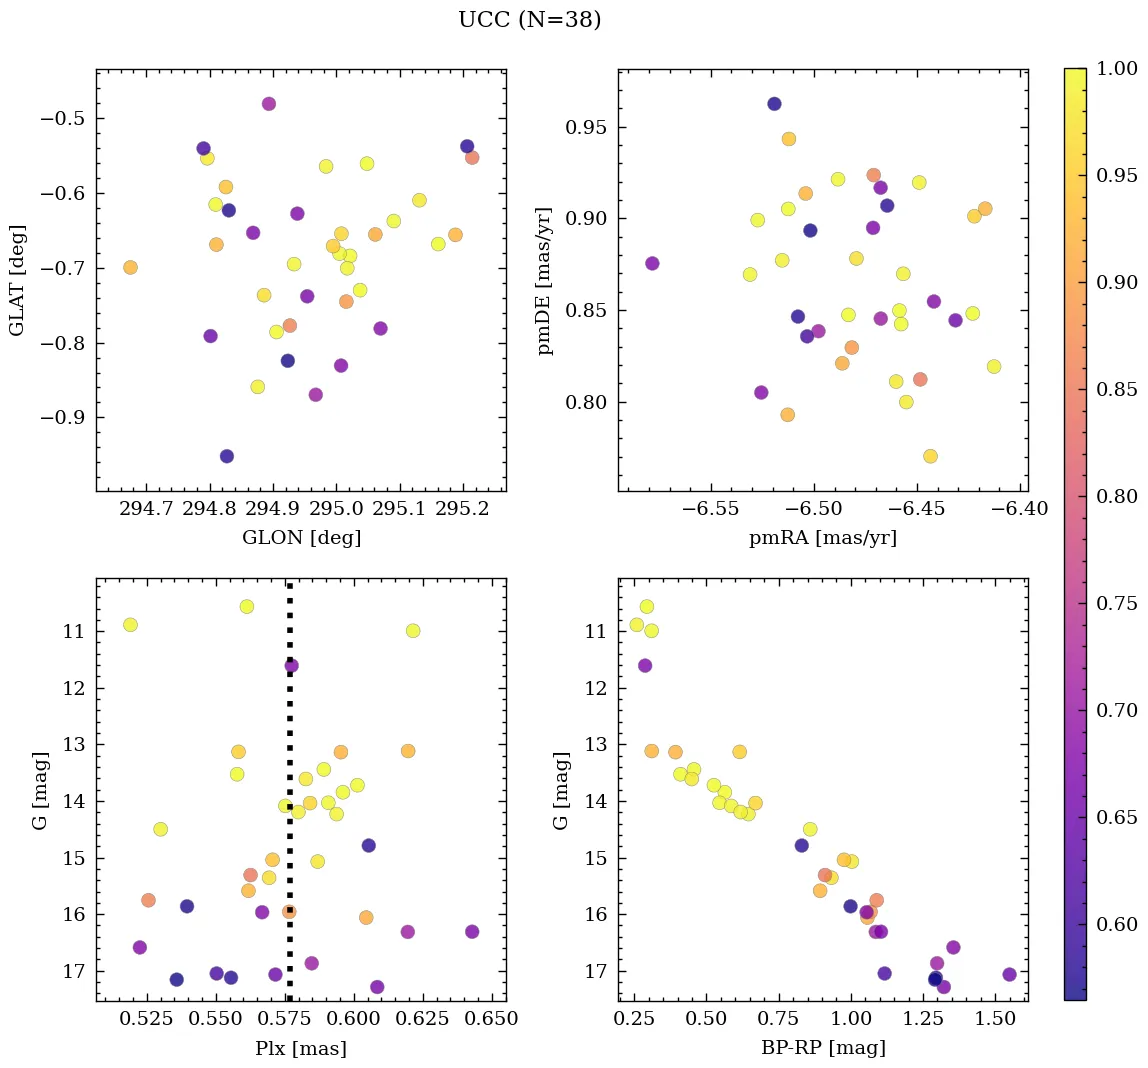 UCC (N=38)
−0.5
−0.6
−0.7
−0.8
−0.9
GLAT [deg]
294.7 294.8 294.9 295.0 295.1 295.2
GLON [deg]
0.95
0.90
0.85
0.80
pmDE [mas/yr]
−6.55 −6.50 −6.45 −6.40
pmRA [mas/yr]
1.00
0.95
0.90
0.85
0.80
0.75
0.70
0.65
0.60
11
12
13
14
15
16
17
G [mag]
0.525 0.550 0.575 0.600 0.625 0.650
Plx [mas]
11
12
13
14
15
16
17
G [mag]
0.25 0.50 0.75 1.00 1.25 1.50
BP-RP [mag]